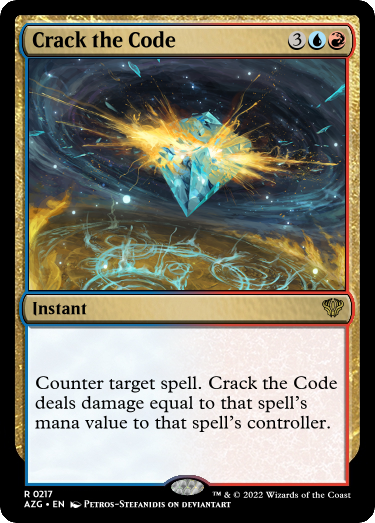 Crack the Code 3
Instant
Counter target spell. Crack the Code
deals damage equal to that spell's
mana value to that spell's controller.
R 0217
AZG • EN Petros-Stefanidis on deviantart
™ & © 2022 Wizards of the Coast